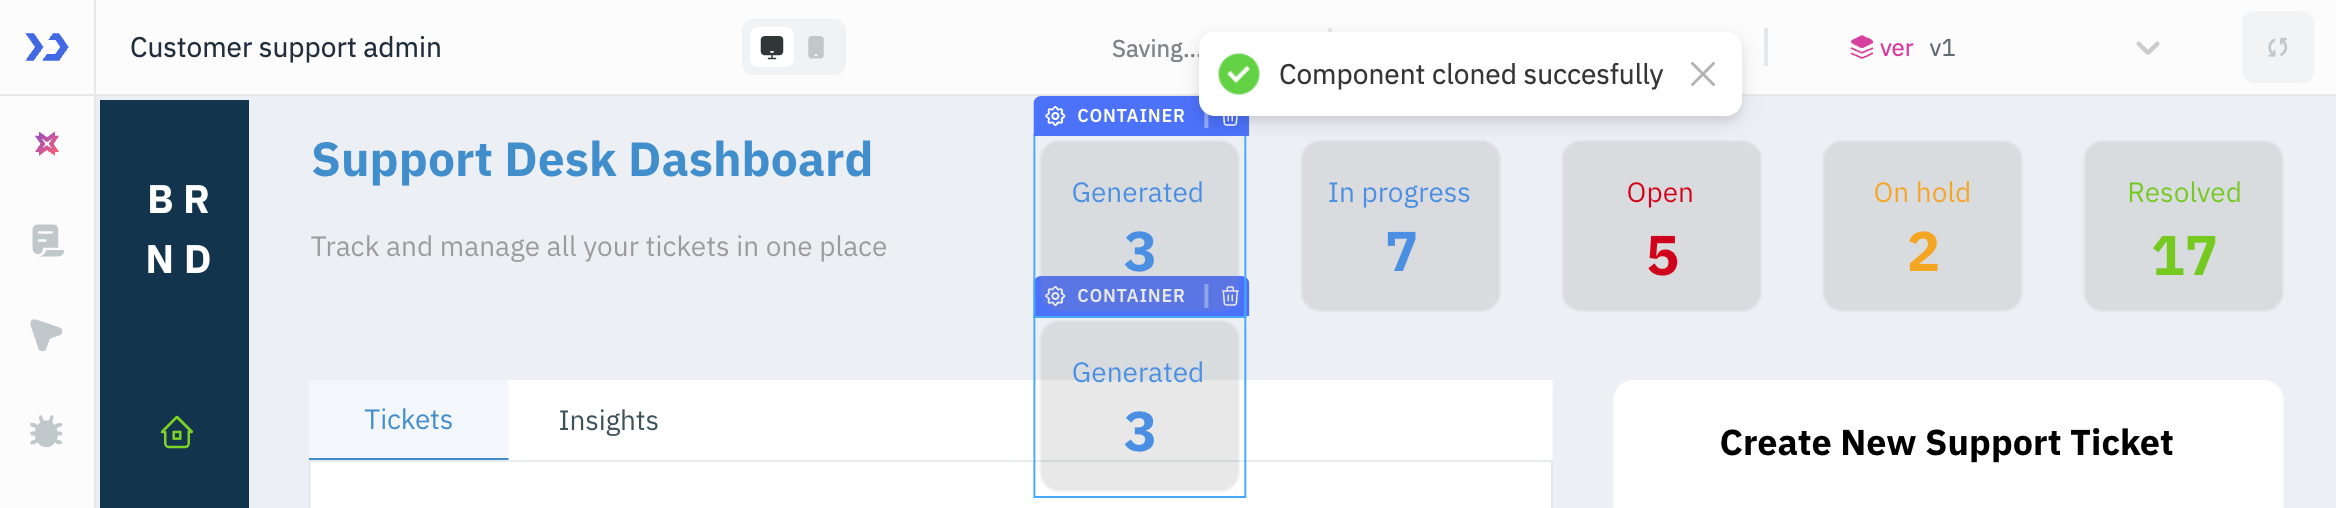 Customer support admin
Saving...
Component cloned succesfully
ver v1
CONTAINER
B R
N D
Support Desk Dashboard
Track and manage all your tickets in one place
Generated
3
In progress
7
Open
5
On hold
2
Resolved
17
CONTAINER
Generated
3
Tickets
Insights
Create New Support Ticket